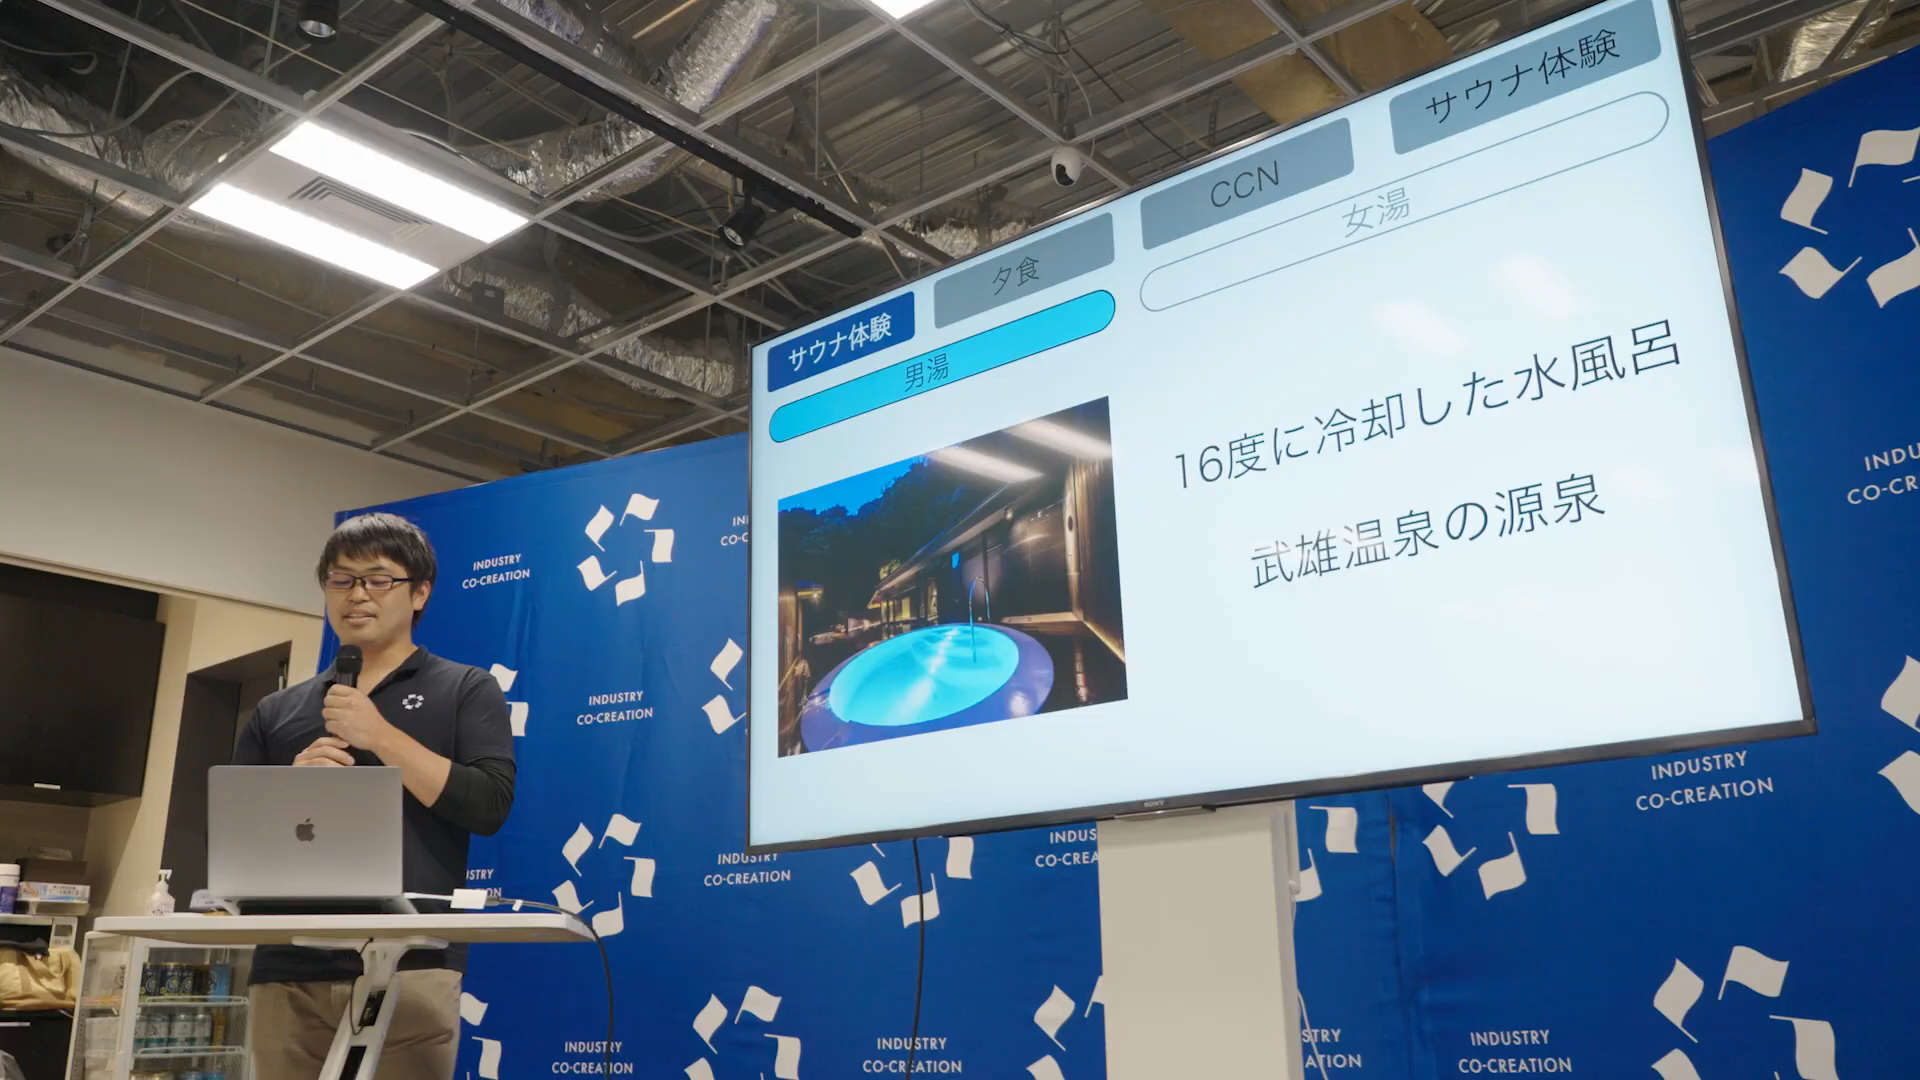 サウナ体験
夕食
CCN
サウナ体験
男湯
女湯
16度に冷却した水風呂
武雄温泉の源泉
SONY
INDUSTRY
CO-CREATION
INDUSTRY
CO-CREATION
INDUSTRY
CO-CREATION
INDUSTRY
CO-CREATION
INDUSTRY
CO-CREATION
INDUSTRY
CO-CREATION
INDUSTRY
CO-CREATION